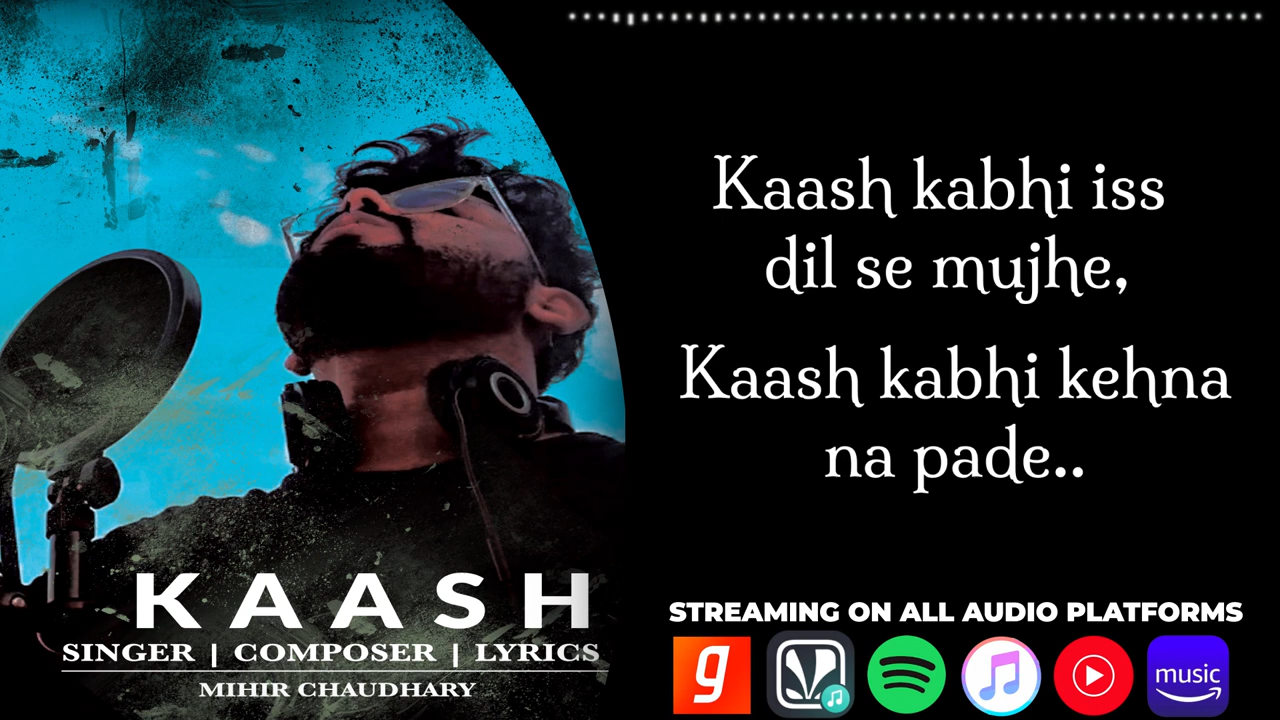 Kaash kabhi iss
dil se mujhe,
Kaash kabhi kehna
na pade..
KAASH
SINGER | COMPOSER | LYRICS
MIHIR CHAUDHARY
STREAMING ON ALL AUDIO PLATFORMS
g
music